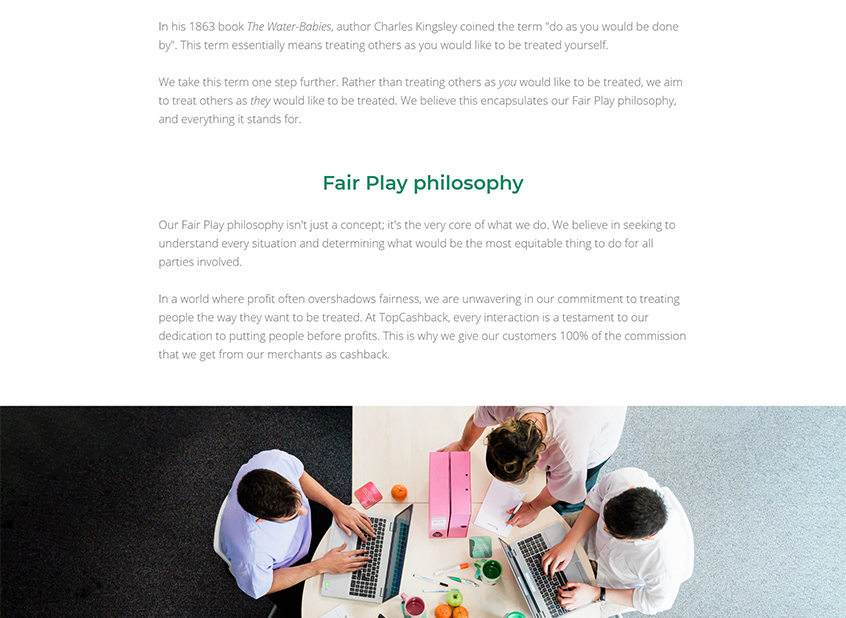 In his 1863 book The Water-Babies, author Charles Kingsley coined the term "do as you would be done
by". This term essentially means treating others as you would like to be treated yourself.
We take this term one step further. Rather than treating others as you would like to be treated, we aim
to treat others as they would like to be treated. We believe this encapsulates our Fair Play philosophy,
and everything it stands for.
Fair Play philosophy
Our Fair Play philosophy isn't just a concept; it's the very core of what we do. We believe in seeking to
understand every situation and determining what would be the most equitable thing to do for all
parties involved.
In a world where profit often overshadows fairness, we are unwavering in our commitment to treating
people the way they want to be treated. At TopCashback, every interaction is a testament to our
dedication to putting people before profits. This is why we give our customers 100% of the commission
that we get from our merchants as cashback.